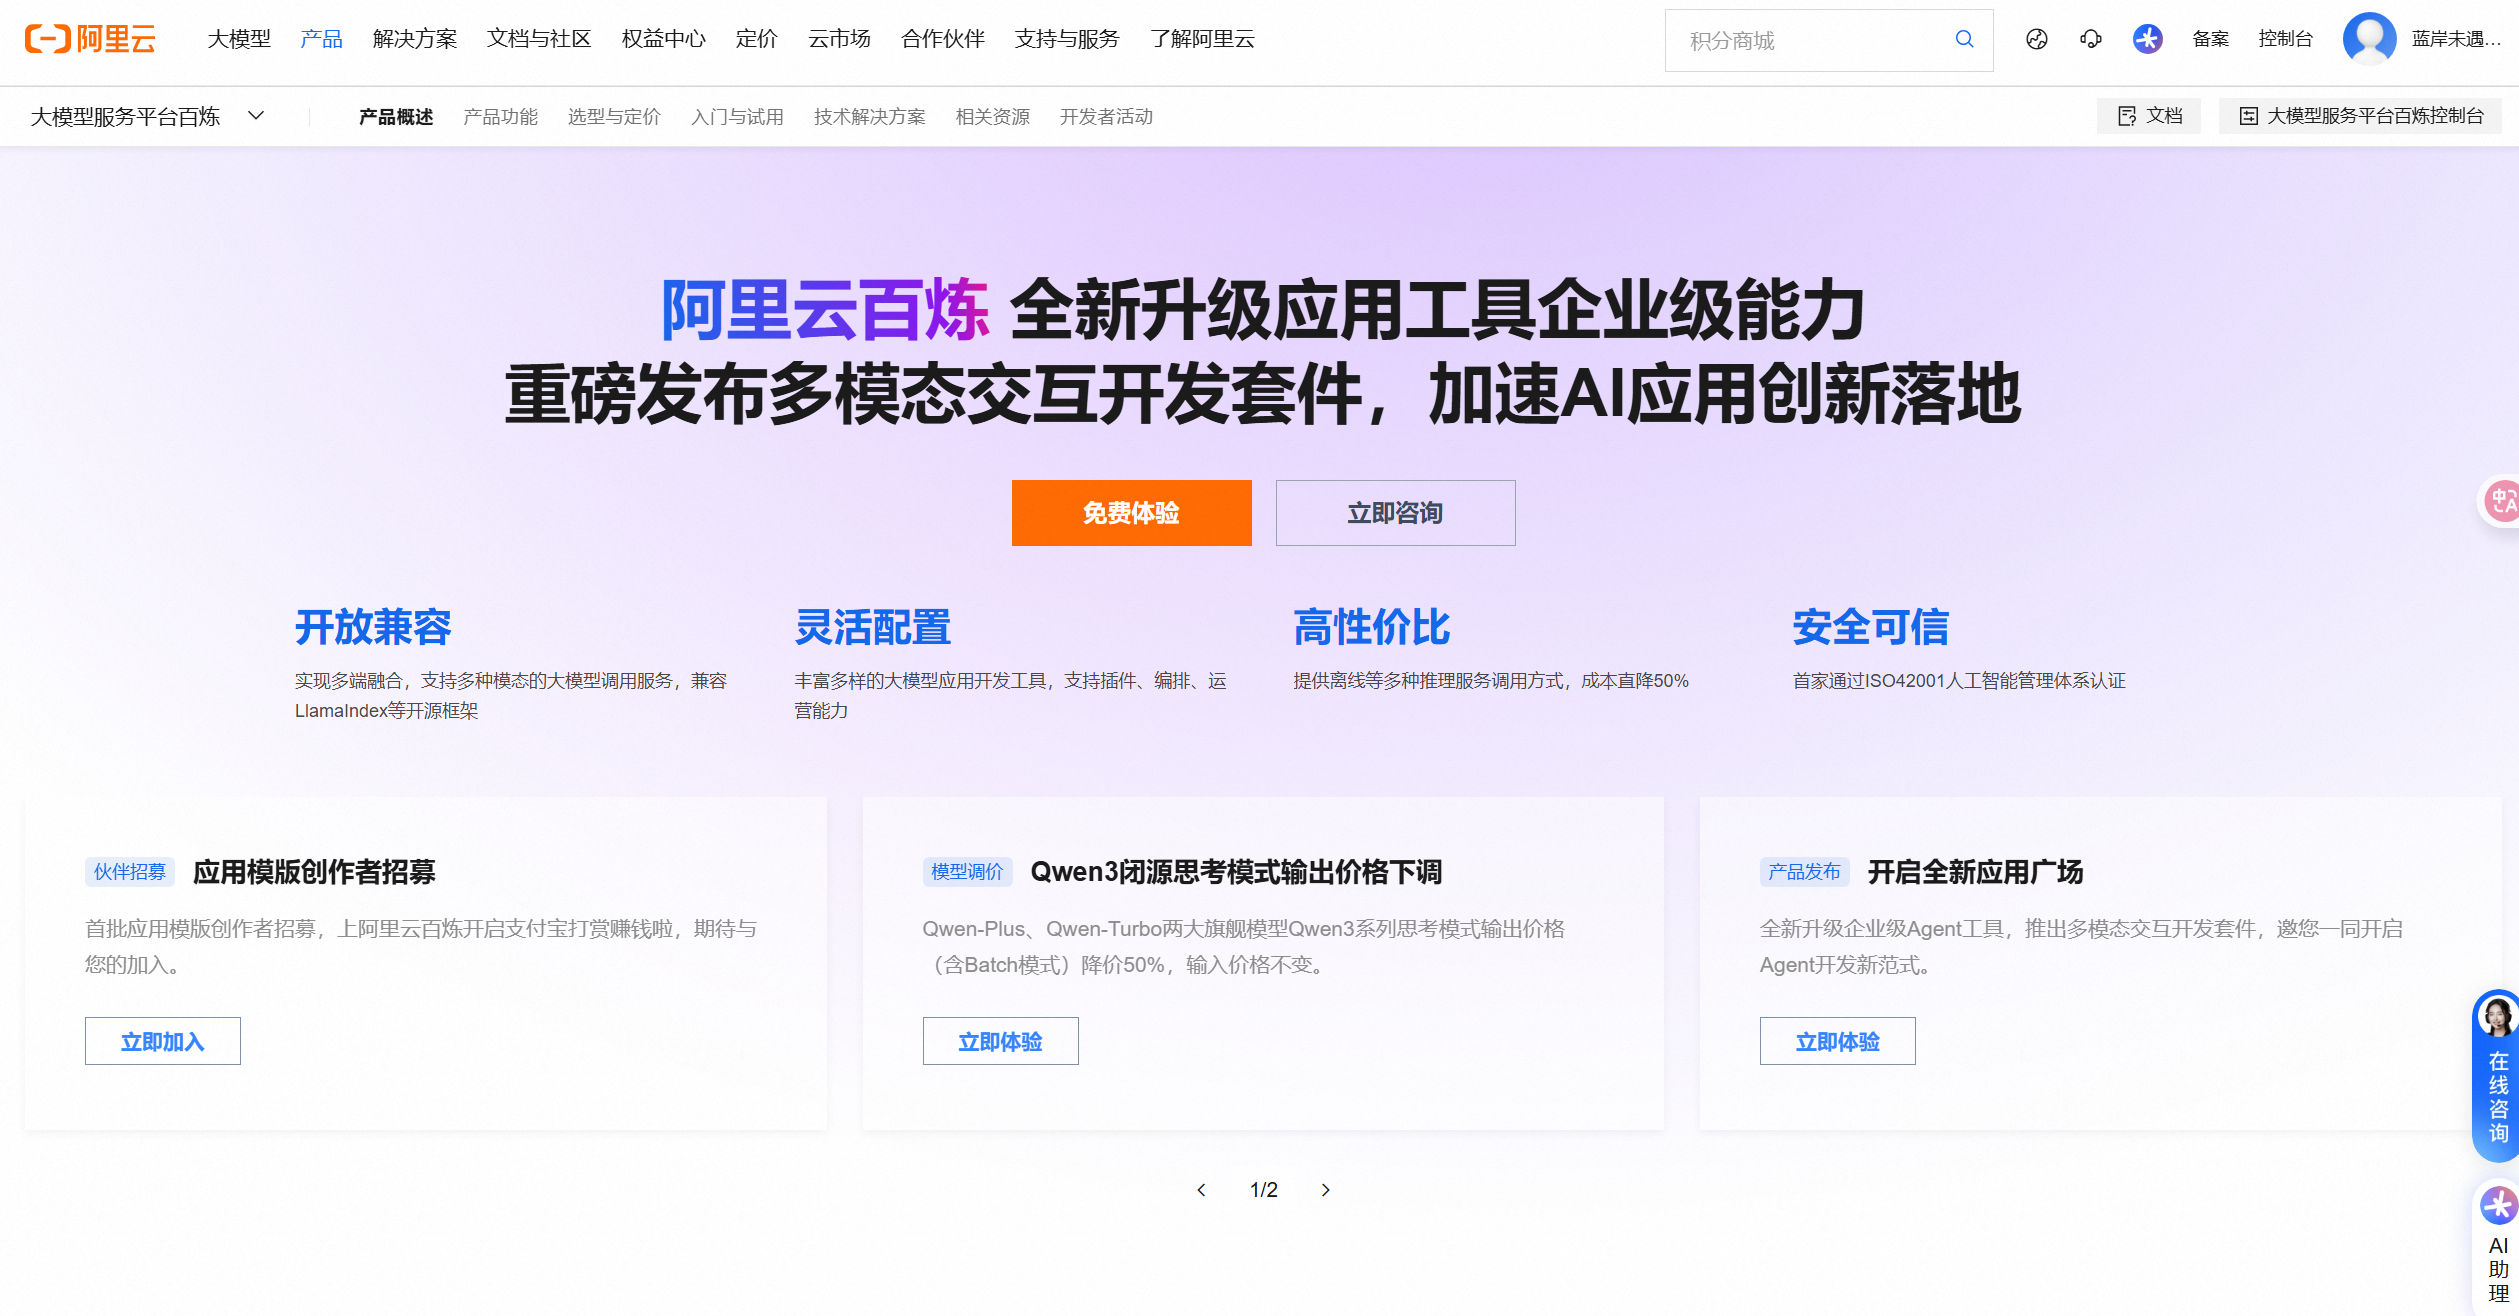 阿里云
大模型 产品 解决方案 文档与社区 权益中心 定价 云市场 合作伙伴 支持与服务 了解阿里云
积分商城
备案 控制台 蓝岸未遇...
大模型服务平台百炼
产品概述 产品功能 选型与定价 入门与试用 技术解决方案 相关资源 开发者活动
文档 大模型服务平台百炼控制台
阿里云百炼 全新升级应用工具企业级能力
重磅发布多模态交互开发套件，加速AI应用创新落地
免费体验 立即咨询
中A
开放兼容
实现多端融合，支持多种模态的大模型调用服务，兼容
LlamaIndex等开源框架
灵活配置
丰富多样的大模型应用开发工具，支持插件、编排、运
营能力
高性价比
提供离线等多种推理服务调用方式，成本直降50%
安全可信
首家通过ISO42001人工智能管理体系认证
伙伴招募 应用模版创作者招募
首批应用模版创作者招募，上阿里云百炼开启支付宝打赏赚钱啦，期待与
您的加入。
立即加入
模型调价 Qwen3闭源思考模式输出价格下调
Qwen-Plus、Qwen-Turbo两大旗舰模型Qwen3系列思考模式输出价格
（含Batch模式）降价50%，输入价格不变。
立即体验
产品发布 开启全新应用广场
全新升级企业级Agent工具，推出多模态交互开发套件，邀您一同开启
Agent开发新范式。
立即体验
1/2
在线咨询
AI助理